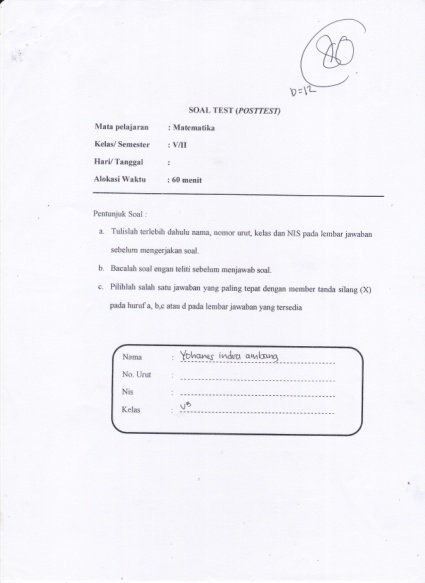 80
b=12
SOAL TEST (POSTTEST)
Mata pelajaran : Matematika
Kelas/ Semester : V/II
Hari/ Tanggal :
Alokasi Waktu : 60 menit
Pentunjuk Soal :
a. Tulislah terlebih dahulu nama, nomor urut, kelas dan NIS pada lembar jawaban
sebelum mengerjakan soal.
b. Bacalah soal engan teliti sebelum menjawab soal.
c. Pilihlah salah satu jawaban yang paling tepat dengan member tanda silang (X)
pada huruf a, b,c atau d pada lembar jawaban yang tersedia
Nama : Yohanes indra
No. Urut :
Nis :
Kelas : VB